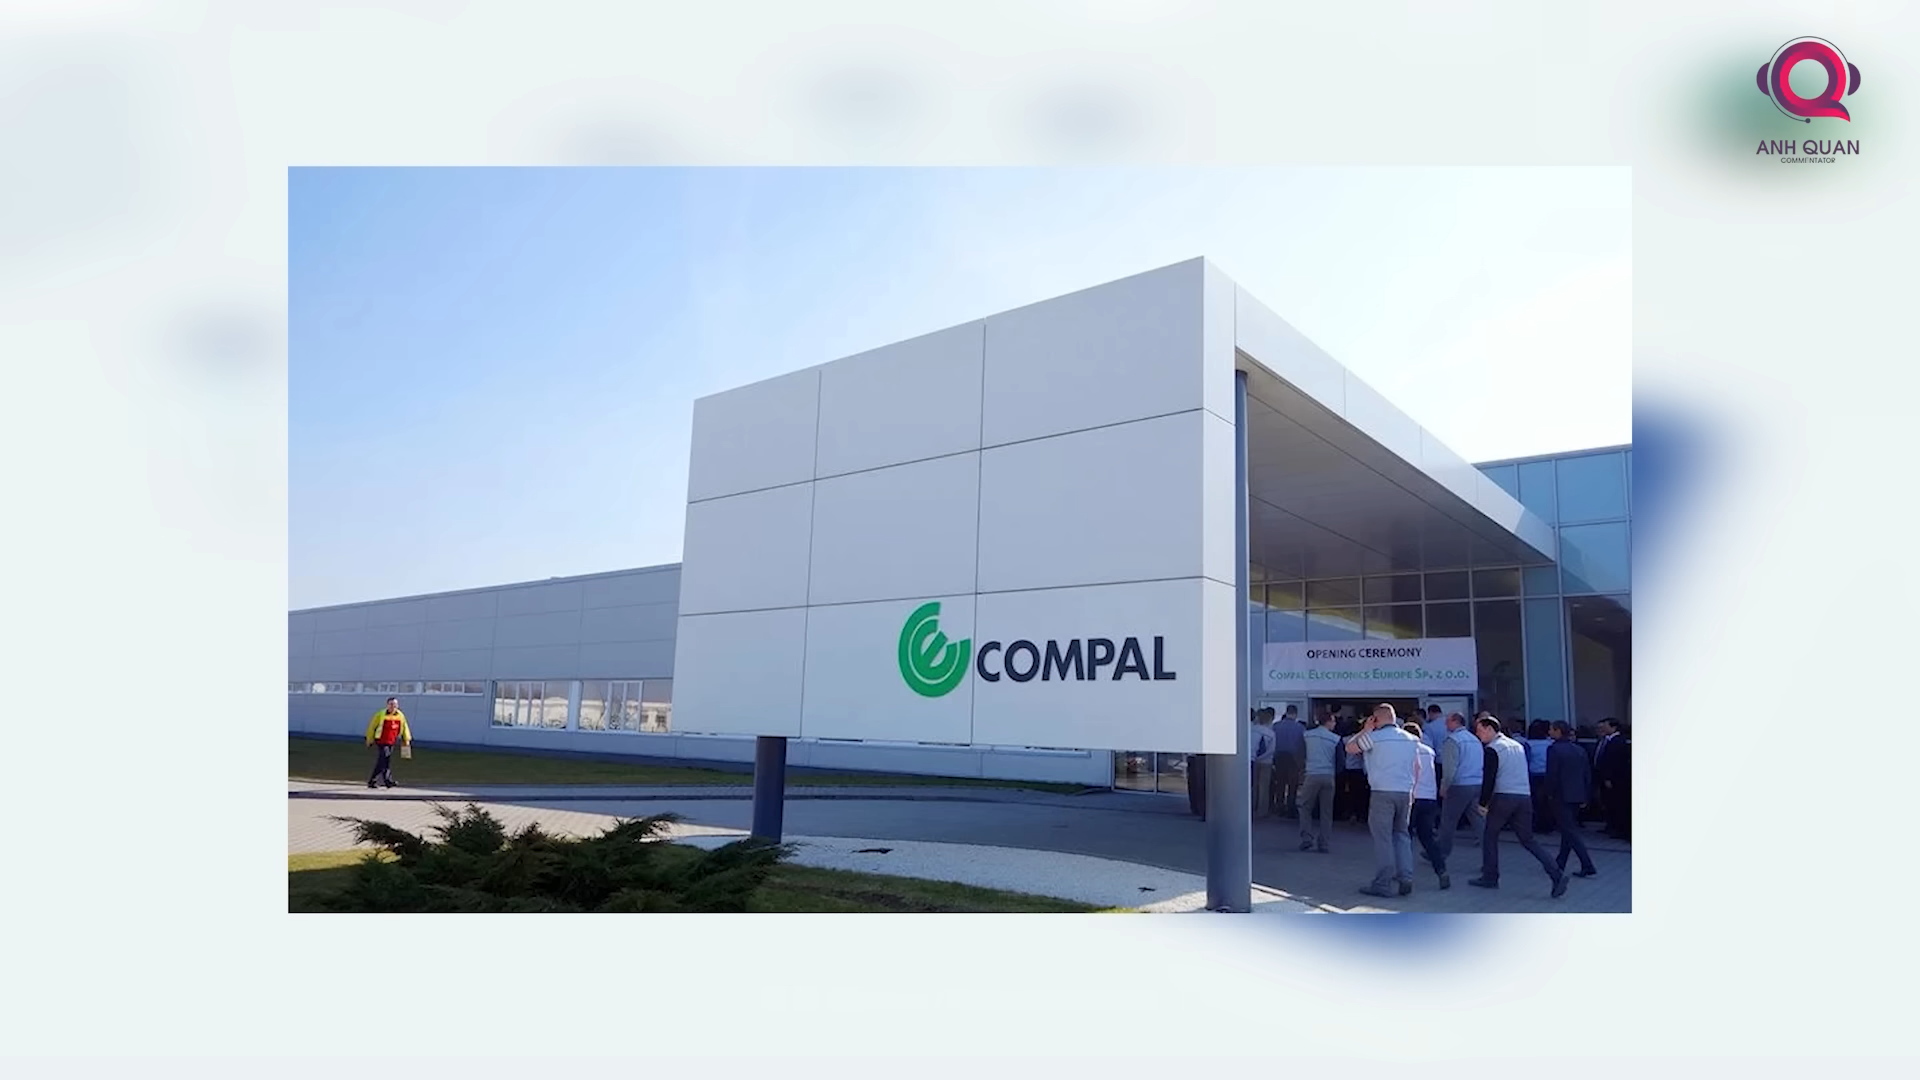 ANH QUAN
COMMENTATOR
COMPAL
OPENING CEREMONY
COMPAL ELECTRONICS EUROPE SP. Z O.O.